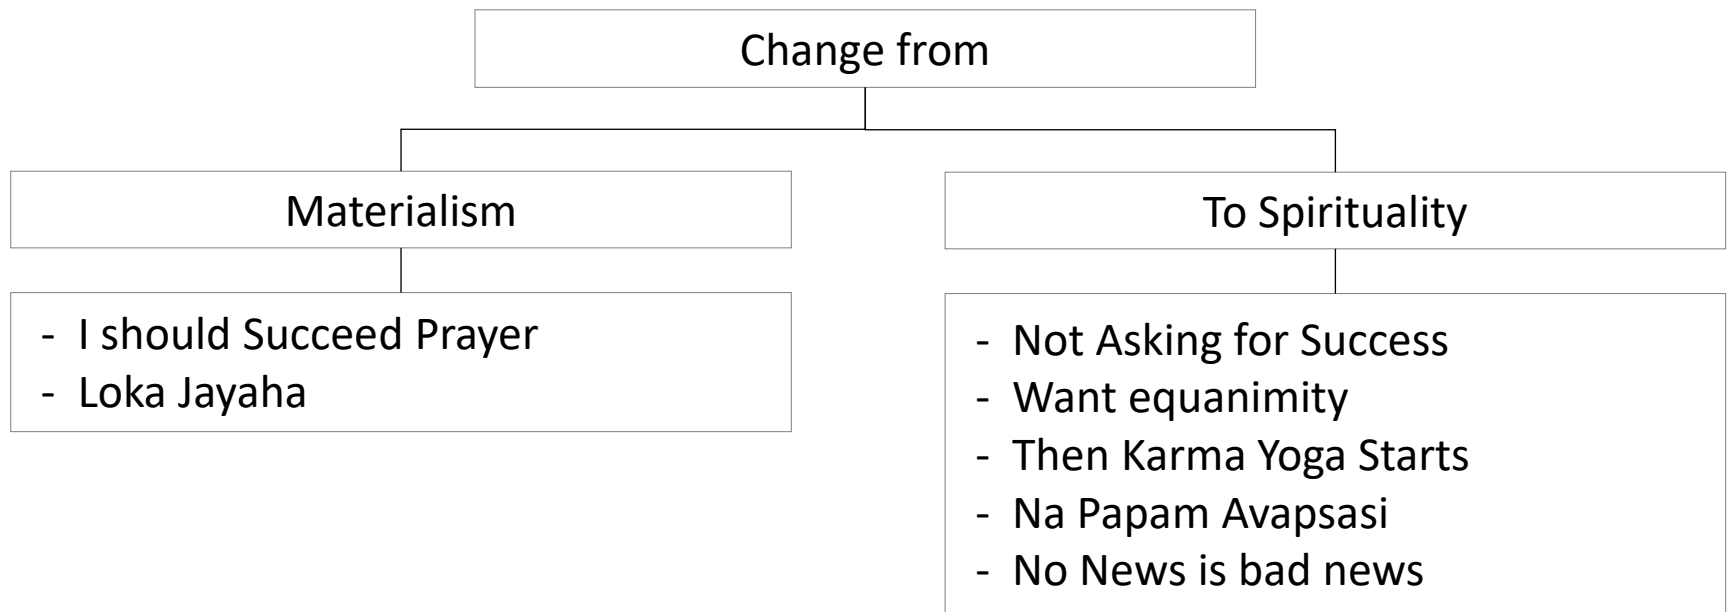 Change from
Materialism
- I should Succeed Prayer
- Loka Jayaha
To Spirituality
- Not Asking for Success
- Want equanimity
- Then Karma Yoga Starts
- Na Papam Avapsasi
- No News is bad news